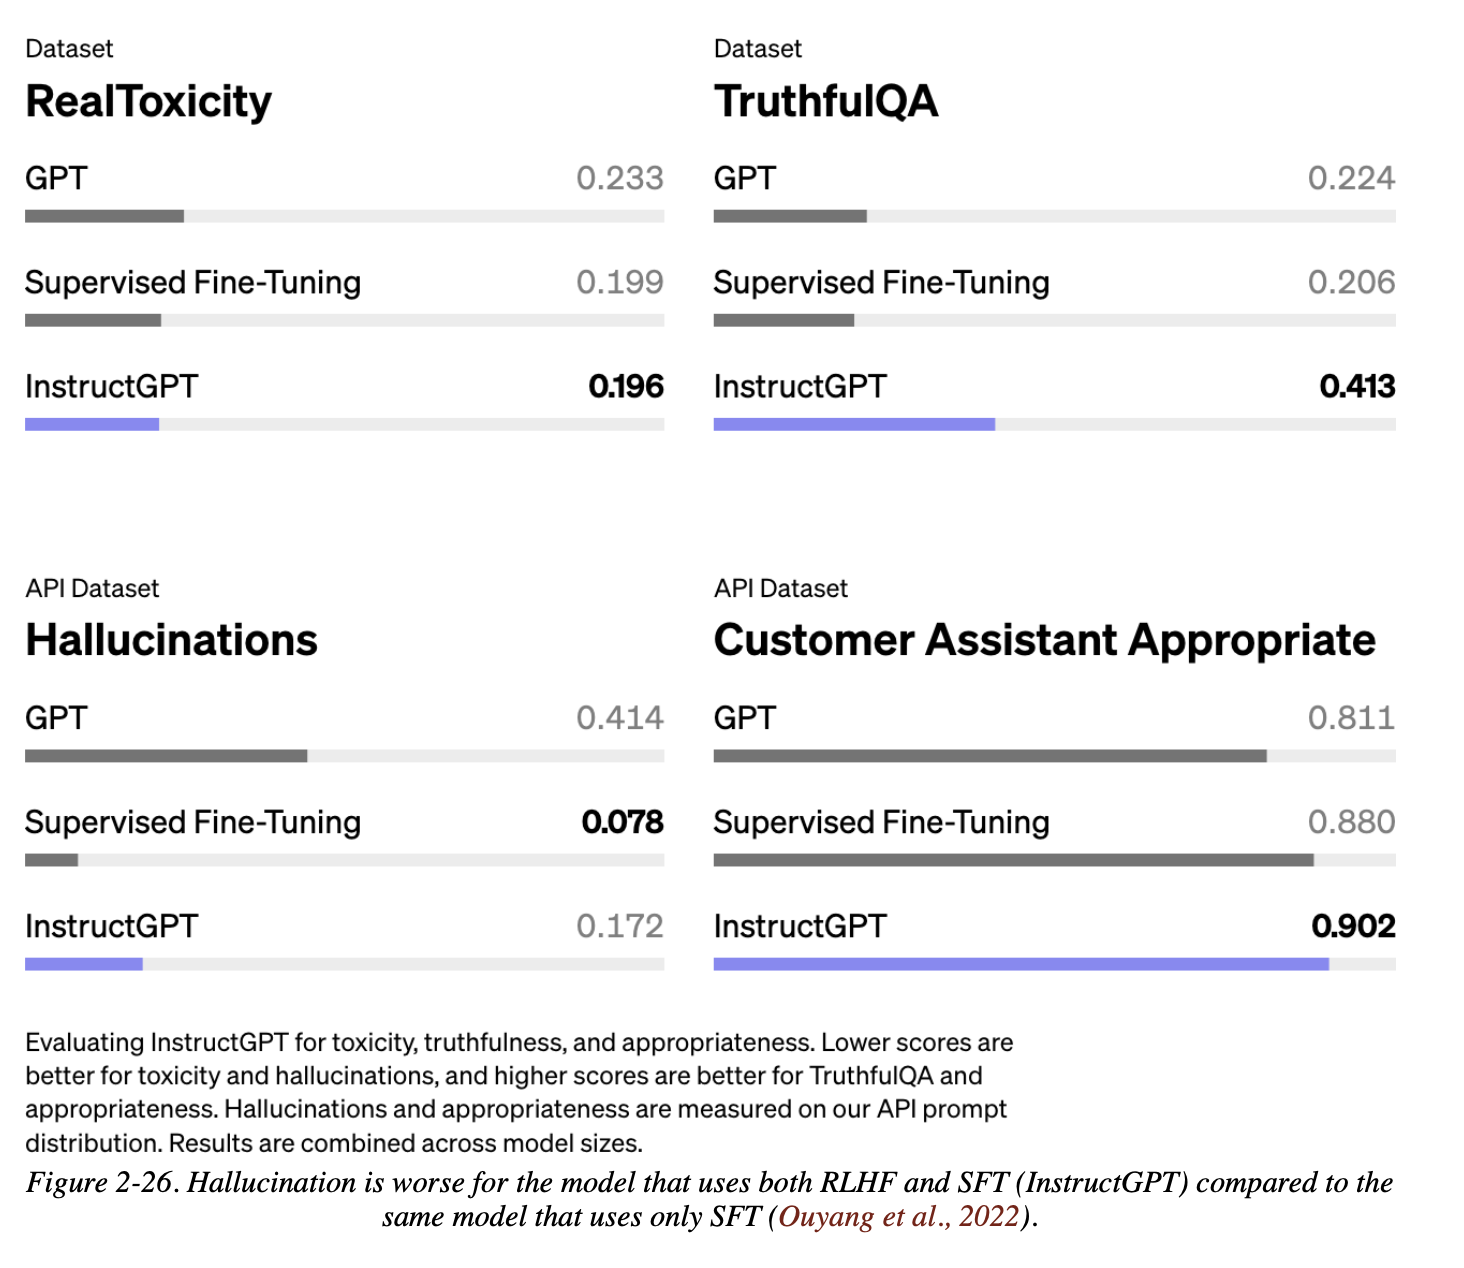 Dataset
RealToxicity
GPT 0.233
Supervised Fine-Tuning 0.199
InstructGPT 0.196
Dataset
TruthfulQA
GPT 0.224
Supervised Fine-Tuning 0.206
InstructGPT 0.413
API Dataset
Hallucinations
GPT 0.414
Supervised Fine-Tuning 0.078
InstructGPT 0.172
API Dataset
Customer Assistant Appropriate
GPT 0.811
Supervised Fine-Tuning 0.880
InstructGPT 0.902
Evaluating InstructGPT for toxicity, truthfulness, and appropriateness. Lower scores are
better for toxicity and hallucinations, and higher scores are better for TruthfulQA and
appropriateness. Hallucinations and appropriateness are measured on our API prompt
distribution. Results are combined across model sizes.
Figure 2-26. Hallucination is worse for the model that uses both RLHF and SFT (InstructGPT) compared to the
same model that uses only SFT (Ouyang et al., 2022).